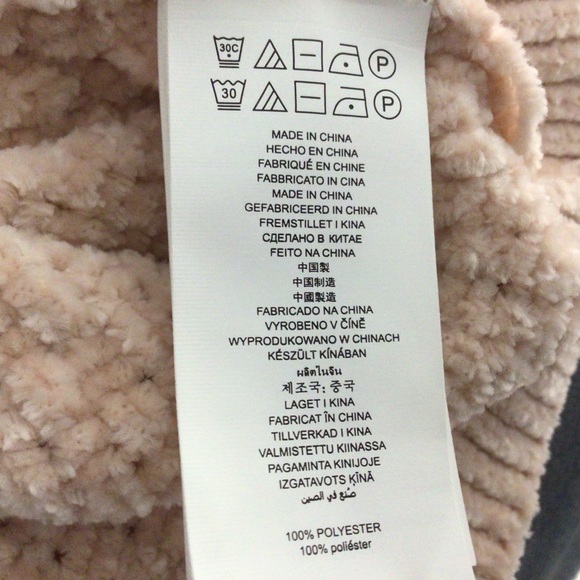 30C P
30 P
MADE IN CHINA
HECHO EN CHINA
FABRIQUÉ EN CHINE
FABBRICATO IN CINA
MADE IN CHINA
GEFABRICEERD IN CHINA
FREMSTILLET I KINA
СДЕЛАНО В КИТАЕ
FEITO NA CHINA
中国製
中国制造
中國製造
FABRICADO NA CHINA
VYROBENO V ČÍNĚ
WYPRODUKOWANO W CHINACH
KÉSZÜLT KÍNÁBAN
ผลิตในจีน
제조국: 중국
LAGET I KINA
FABRICAT ÎN CHINA
TILLVERKAD I KINA
VALMISTETTU KIINASSA
PAGAMINTA KINIJOJE
IZGATAVOTS ĶĪNĀ
صُنع في الصين
100% POLYESTER
100% poliéster